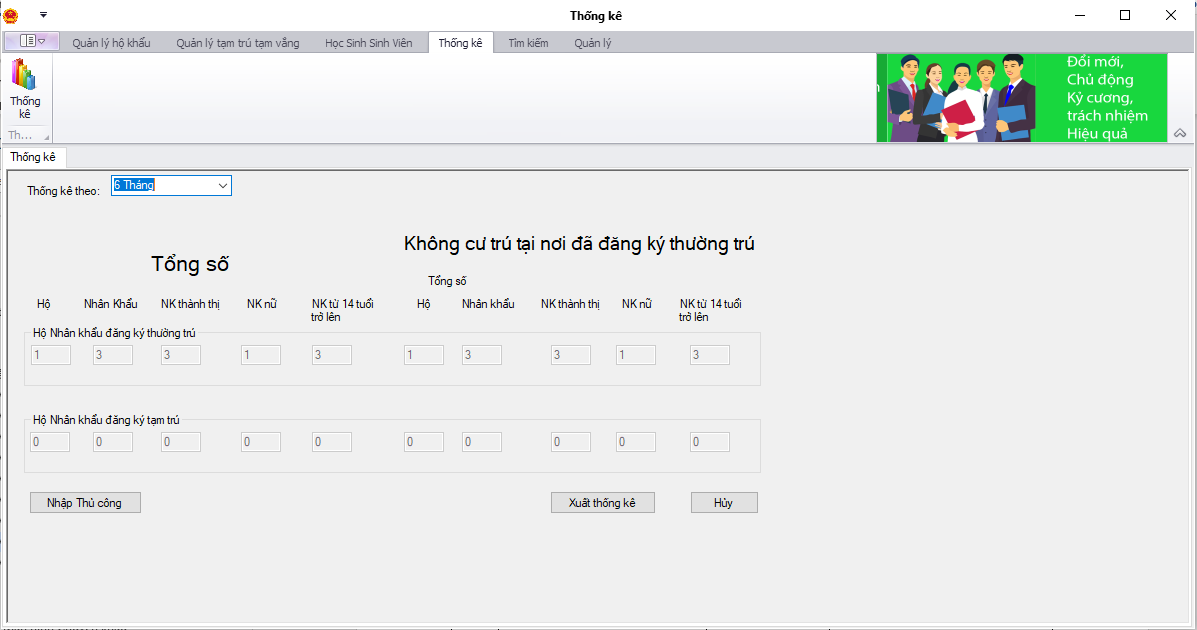 Thống kê
Quản lý hộ khẩu Quản lý tạm trú tạm vắng Học Sinh Sinh Viên Thống kê Tìm kiếm Quản lý
Thống
kê
Th...
Đổi mới,
Chủ động
Kỷ cương,
trách nhiệm
Hiệu quả
Thống kê
Thống kê theo: 6 Tháng
Không cư trú tại nơi đã đăng ký thường trú
Tổng số
Tổng số
Hộ Nhân Khẩu NK thành thị NK nữ NK từ 14 tuổi Hộ Nhân khẩu NK thành thị NK nữ NK từ 14 tuổi
trở lên trở lên
Hộ Nhân khẩu đăng ký thường trú
1 3 3 1 3 1 3 3 1 3
Hộ Nhân khẩu đăng ký tạm trú
0 0 0 0 0 0 0 0 0 0
Nhập Thủ công Xuất thống kê Hủy